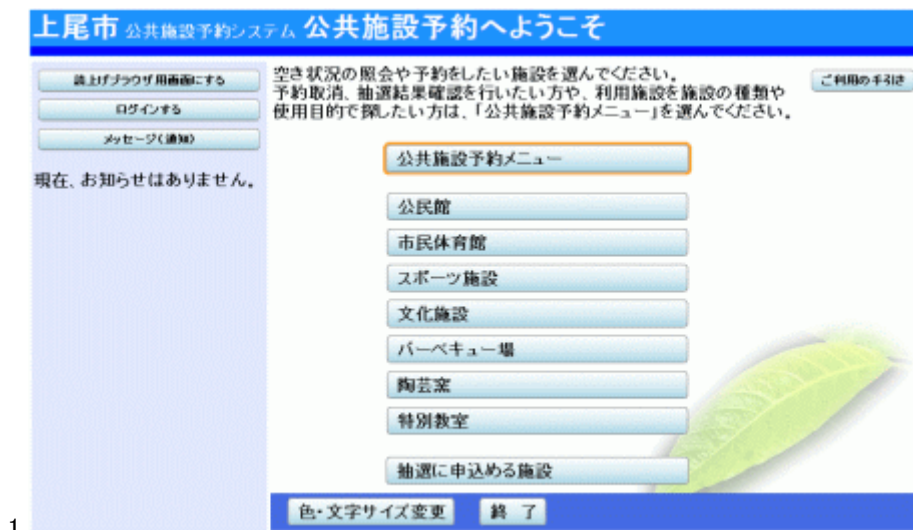 上尾市 公共施設予約システム 公共施設予約へようこそ
読上げブラウザ用画面にする
ログインする
メッセージ(通知)
現在、お知らせはありません。
空き状況の照会や予約をしたい施設を選んでください。
予約取消、抽選結果確認を行いたい方や、利用施設を施設の種類や
使用目的で探したい方は、「公共施設予約メニュー」を選んでください。
ご利用の手引き
公共施設予約メニュー
公民館
市民体育館
スポーツ施設
文化施設
バーベキュー場
陶芸窯
特別教室
抽選に申込める施設
色・文字サイズ変更
終 了
1